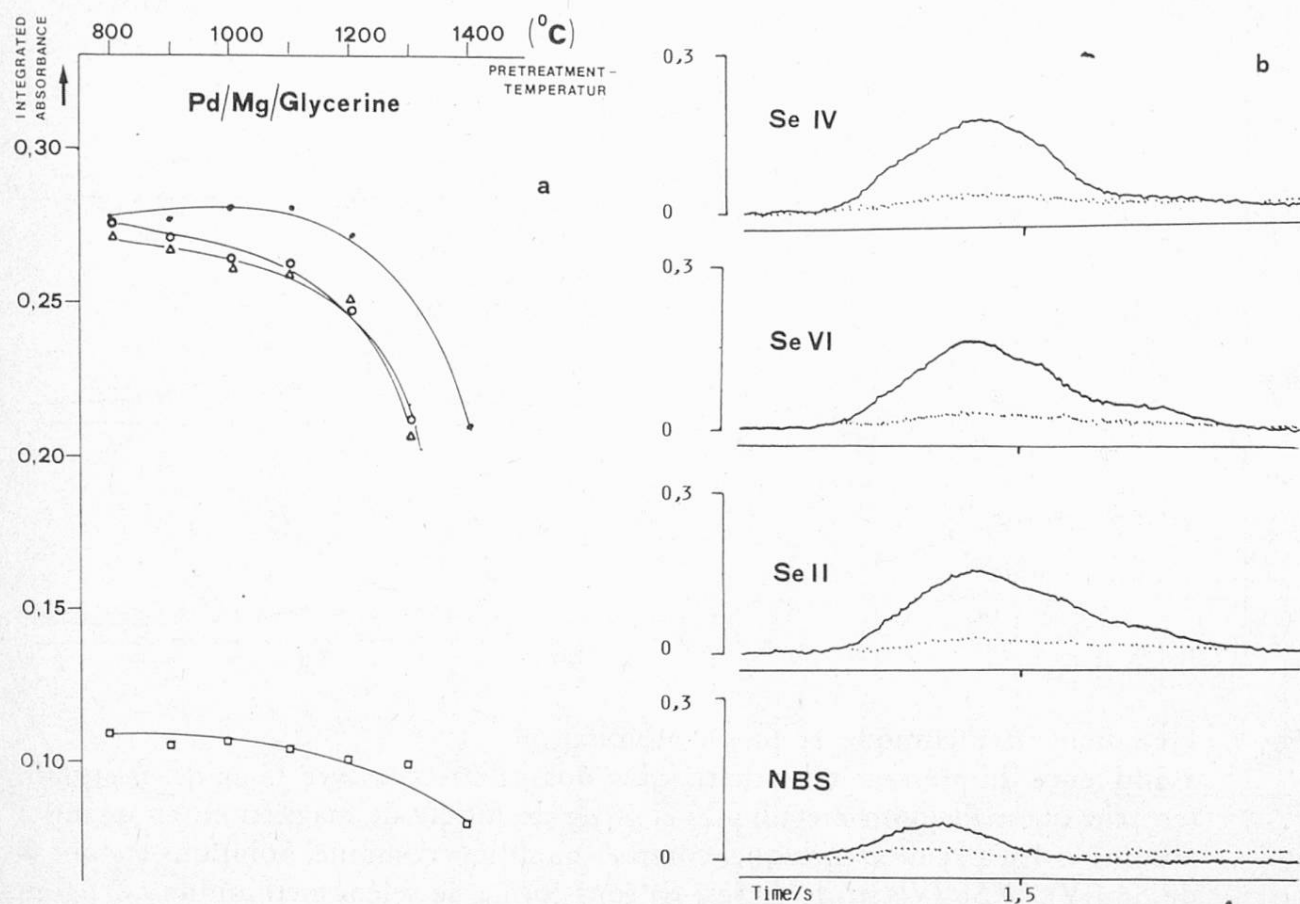 INTEGRATED
ABSORBANCE
800 1000 1200 1400 (°C)
PRETREATMENT-
TEMPERATUR
Pd/Mg/Glycerine
a
0,30
0,25
0,20
0,15
0.10
b
0,3
Se IV
0
0,3
Se VI
0
0,3
Se II
0
0,3
NBS
0
Time/s 1,5